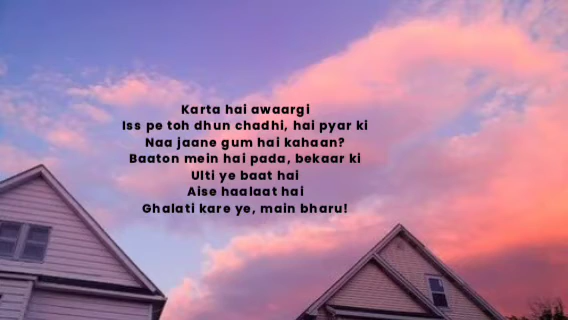 Karta hai awaargi
Iss pe toh dhun chadhi, hai pyar ki
Naa jaane gum hai kahaan?
Baaton mein hai pada, bekaar ki
Ulti ye baat hai
Aise haalaat hai
Ghalati kare ye, main bharu!